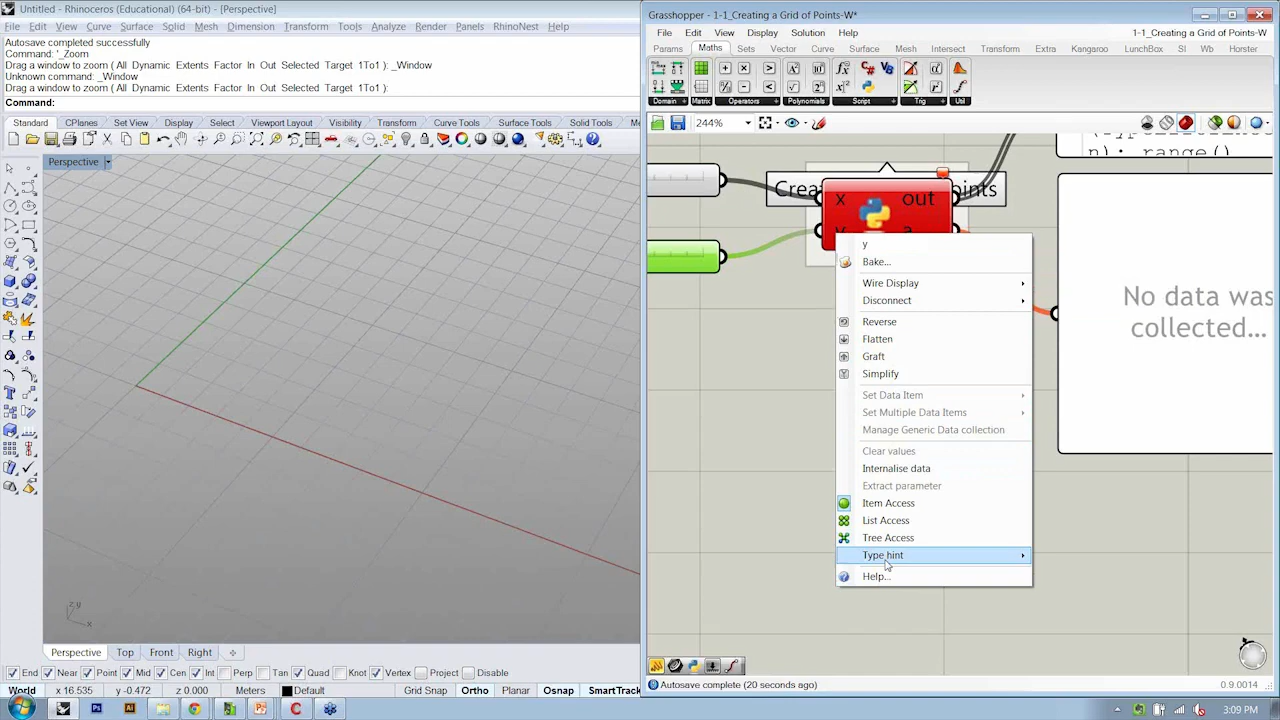 Untitled - Rhinoceros (Educational) (64-bit) - [Perspective]
File Edit View Curve Surface Solid Mesh Dimension Transform Tools Analyze Render Panels RhinoNest Help
Autosave completed successfully
Command: '_Zoom
Drag a window to zoom ( All Dynamic Extents Factor In Out Selected Target 1To1 ): _Window
Unknown command: _Window
Drag a window to zoom ( All Dynamic Extents Factor In Out Selected Target 1To1 ):
Command:
Standard CPlanes Set View Display Select Viewport Layout Visibility Transform Curve Tools Surface Tools Solid Tools
Perspective
z y
x
Perspective Top Front Right
End Near Point Mid Cen Int Perp Tan Quad Knot Vertex Project Disable
World x 16.535 y -0.472 z 0.000 Meters Default Grid Snap Ortho Planar Osnap SmartTrack
Grasshopper - 1-1_Creating a Grid of Points-W*
File Edit View Display Solution Help
1-1_Creating a Grid of Points-W
Params Maths Sets Vector Curve Surface Mesh Intersect Transform Extra Kangaroo LunchBox SI Wb Horster
Domain Matrix Operators Polynomials Script Trig Util
244%
n): range()
Crea
ints
x out
y a
No data was
collected...
y
Bake...
Wire Display
Disconnect
Reverse
Flatten
Graft
Simplify
Set Data Item
Set Multiple Data Items
Manage Generic Data collection
Clear values
Internalise data
Extract parameter
Item Access
List Access
Tree Access
Type hint
Help...
Autosave complete (20 seconds ago)
0.9.0014
3:09 PM